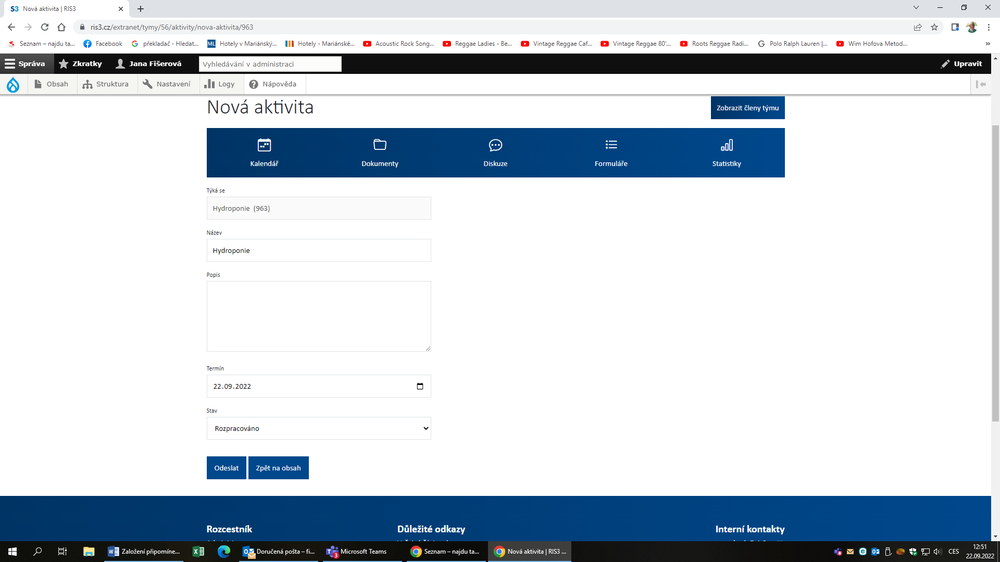 Nová aktivita | RIS3
ris3.cz/extranet/tymy/56/aktivity/nova-aktivita/963
Seznam – najdu ta... Facebook překladač - Hledat... Hotely v Mariánský... Hotely - Mariánské... Acoustic Rock Song... Reggae Ladies - Be... Vintage Reggae Caf... Vintage Reggae 80'... Roots Reggae Radi... Polo Ralph Lauren |... Wim Hofova Metod... »
Správa Zkratky Jana Fišerová Vyhledávání v administraci Upravit
Obsah Struktura Nastavení Logy Nápověda
Nová aktivita
Zobrazit členy týmu
Kalendář Dokumenty Diskuze Formuláře Statistiky
Týká se
Hydroponie (963)
Název
Hydroponie
Popis
Termín
22.09.2022
Stav
Rozpracováno
Odeslat Zpět na obsah
Rozcestník Důležité odkazy Interní kontakty
Založení připomíne... Doručená pošta – fi... 3 Microsoft Teams Seznam – najdu ta... Nová aktivita | RIS3 ... CES 12:51
22.09.2022